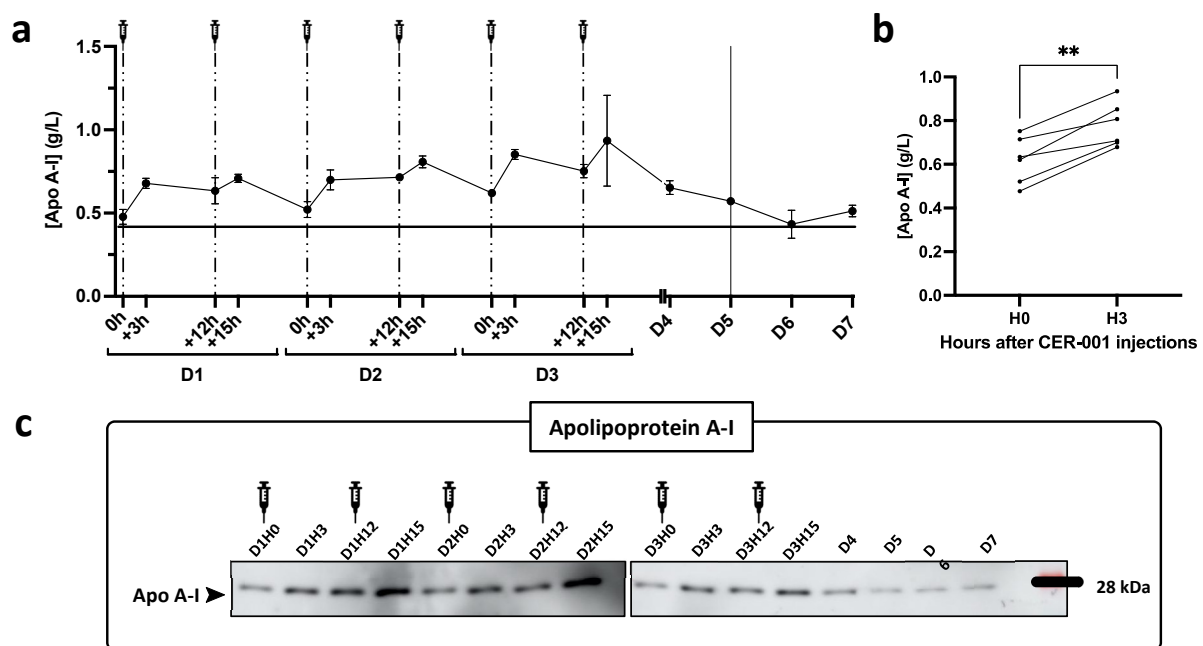 a
[Apo A-I] (g/L)
1.5
1.0
0.5
0.0
0h
+3h
+12h
+15h
0h
+3h
+12h
+15h
0h
+3h
+12h
+15h
D4
D5
D6
D7
D1
D2
D3
b
**
[Apo A-I] (g/L)
1.0
0.8
0.6
0.4
0.2
0.0
H0
H3
Hours after CER-001 injections
c
Apolipoprotein A-I
D1H0
D1H3
D1H12
D1H15
D2H0
D2H3
D2H12
D2H15
D3H0
D3H3
D3H12
D3H15
D4
D5
D
6
D7
Apo A-I
28 kDa